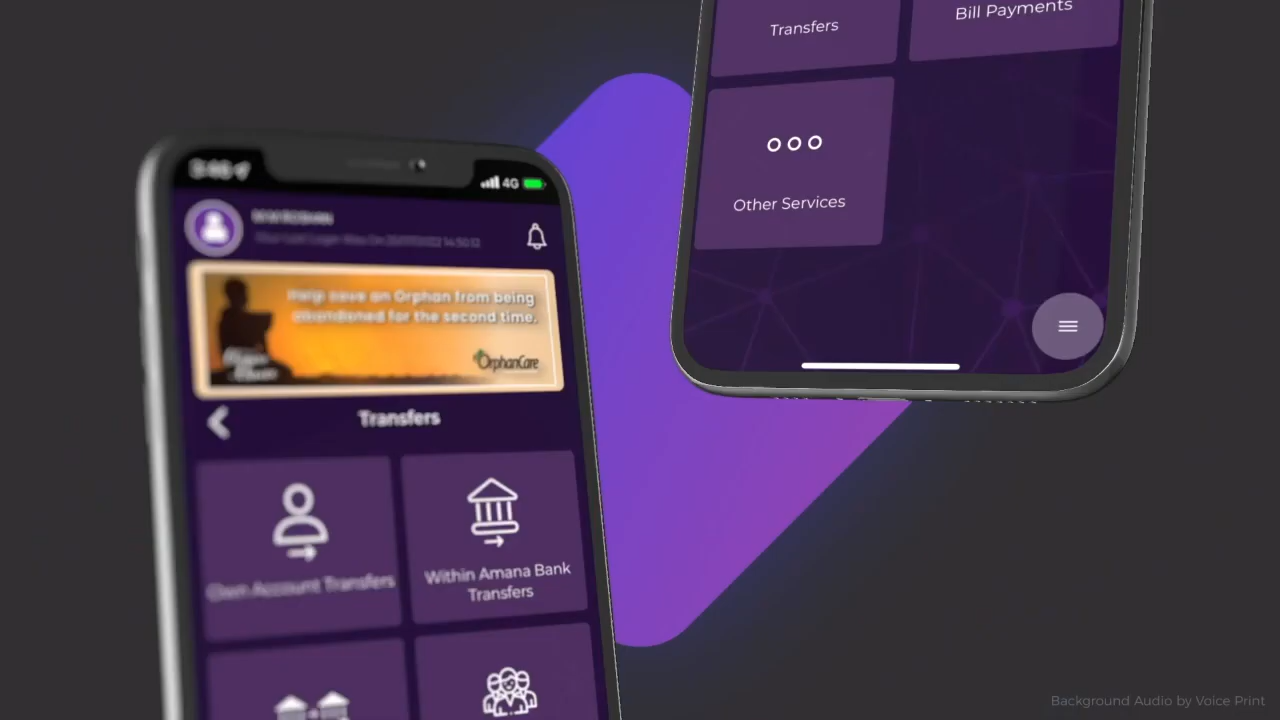 Transfers
Bill Payments
Other Services
4G
Help save an Orphan from being
abandoned for the second time.
OrphanCare
Transfers
Own Account Transfers
Within Amana Bank
Transfers
Background Audio by Voice Print